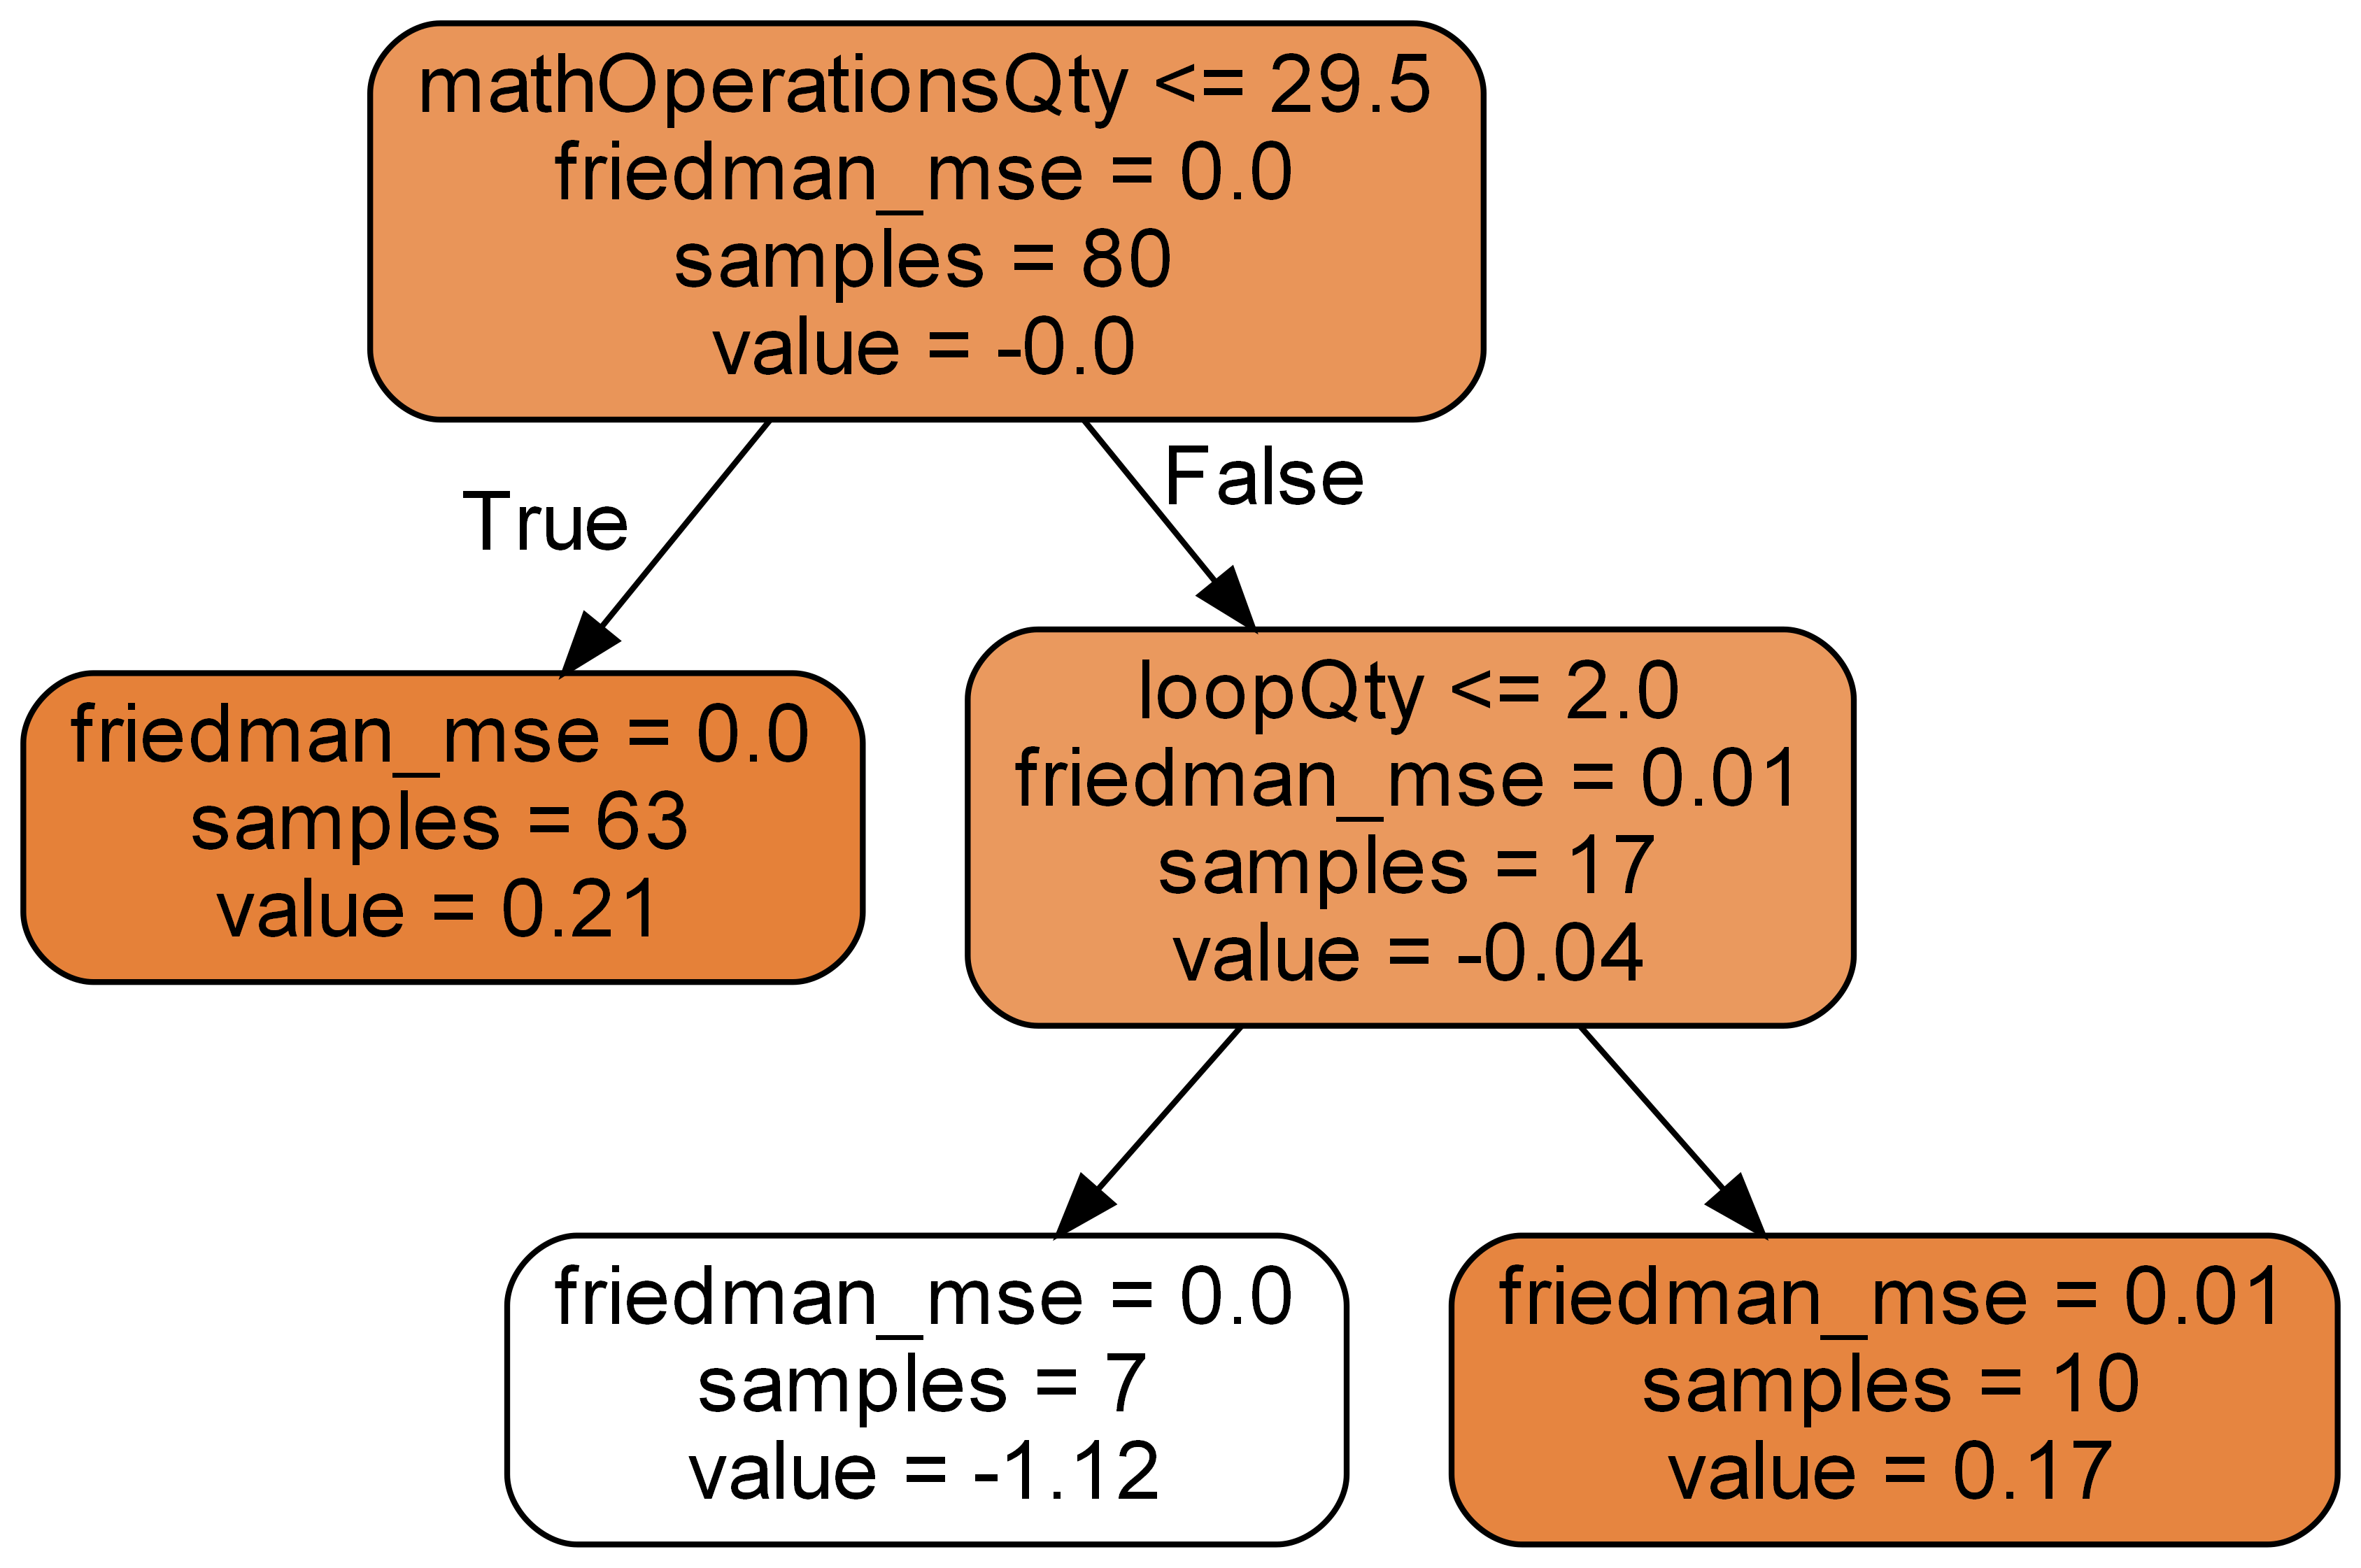 mathOperationsQty <= 29.5
friedman_mse = 0.0
samples = 80
value = -0.0
True
False
friedman_mse = 0.0
samples = 63
value = 0.21
loopQty <= 2.0
friedman_mse = 0.01
samples = 17
value = -0.04
friedman_mse = 0.0
samples = 7
value = -1.12
friedman_mse = 0.01
samples = 10
value = 0.17